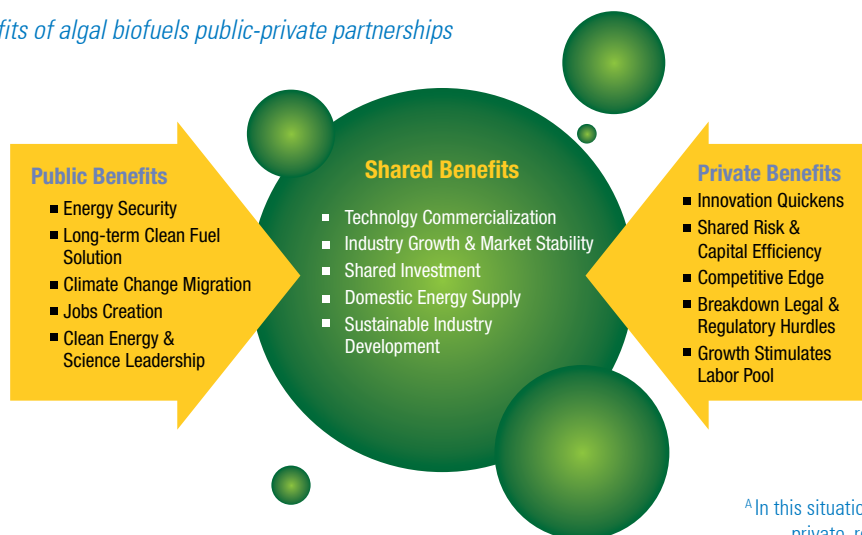 fits of algal biofuels public-private partnerships
Public Benefits
Energy Security
Long-term Clean Fuel
Solution
Climate Change Migration
Jobs Creation
Clean Energy &
Science Leadership
Shared Benefits
Technolgy Commercialization
Industry Growth & Market Stability
Shared Investment
Domestic Energy Supply
Sustainable Industry
Development
Private Benefits
Innovation Quickens
Shared Risk &
Capital Efficiency
Competitive Edge
Breakdown Legal &
Regulatory Hurdles
Growth Stimulates
Labor Pool
A In this situatio
private, r